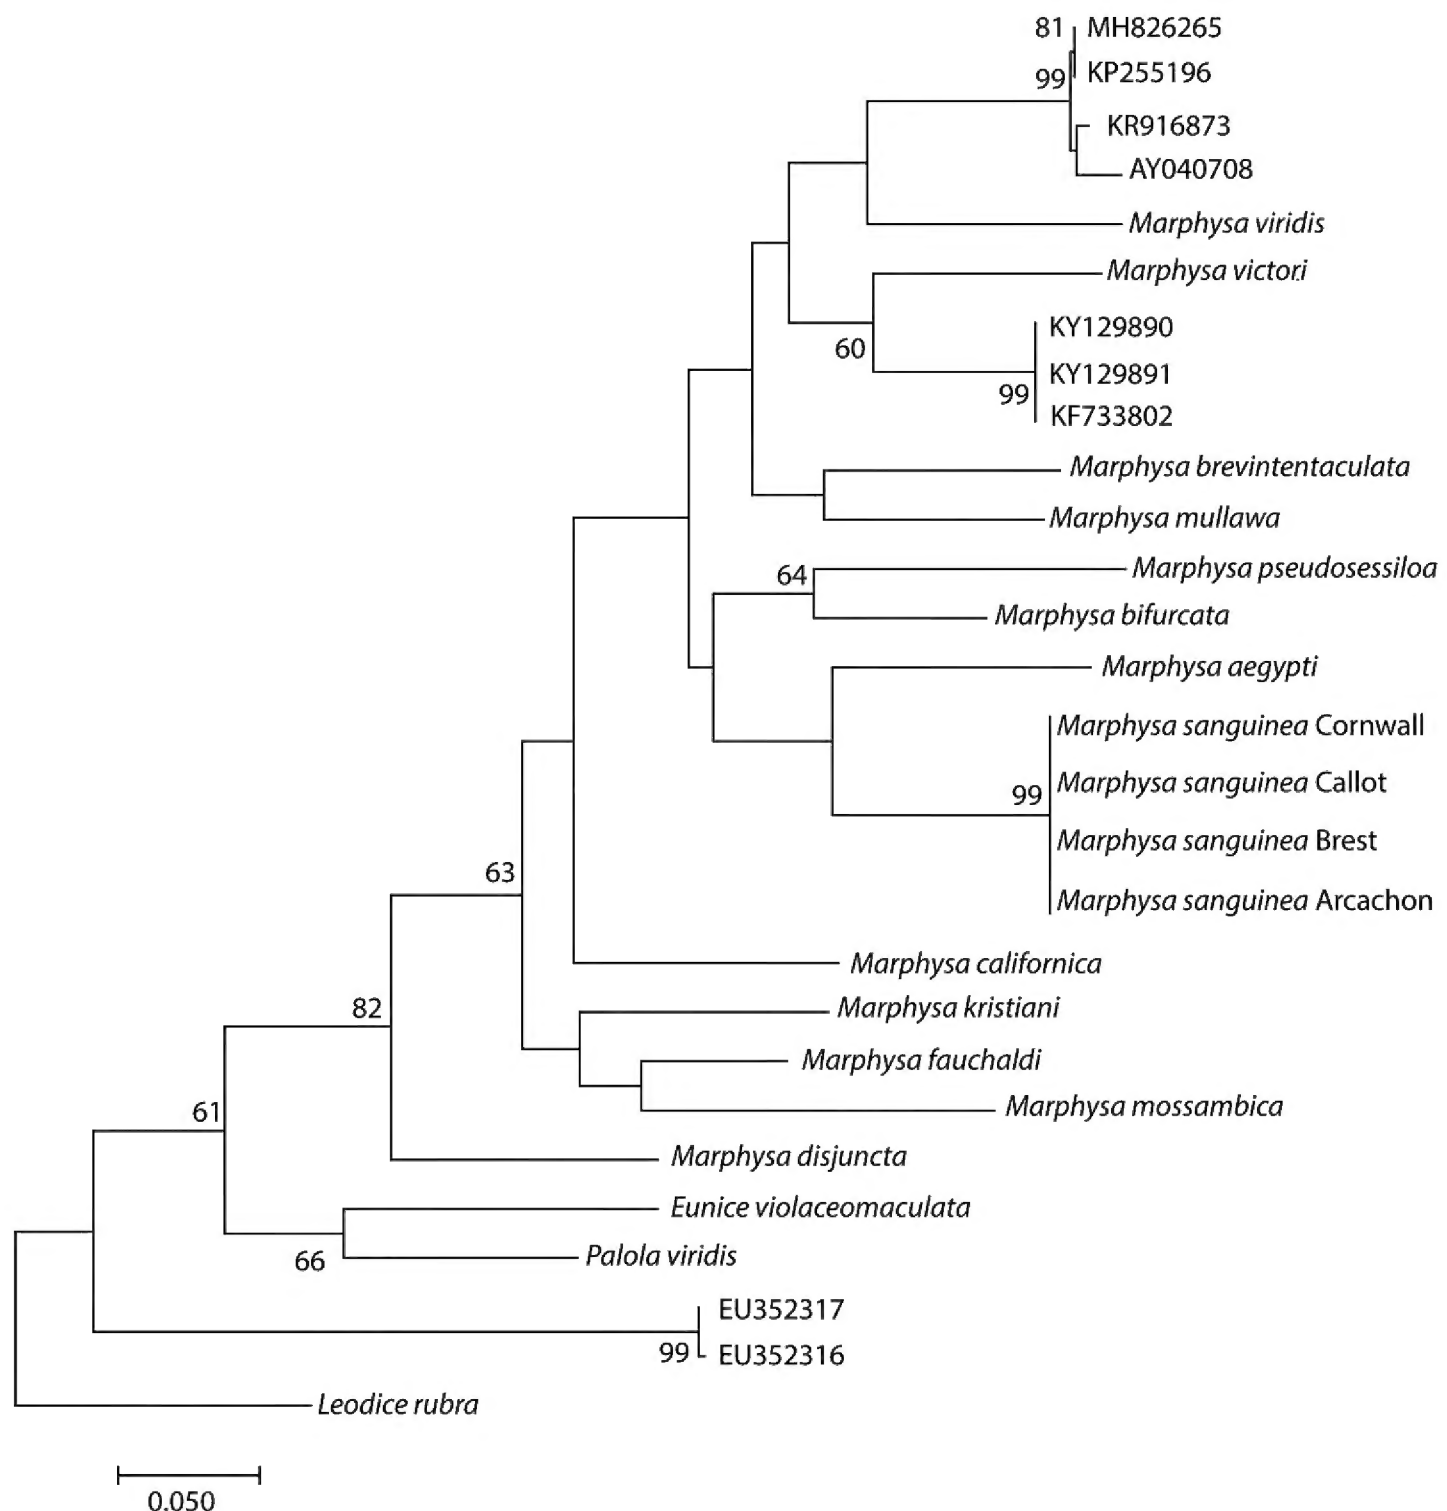 81 MH826265
99 KP255196
KR916873
AY040708
Marphysa viridis
Marphysa victori
KY129890
60
KY129891
99
KF733802
Marphysa brevintentaculata
Marphysa mullawa
64 Marphysa pseudosessiloa
Marphysa bifurcata
Marphysa aegypti
Marphysa sanguinea Cornwall
Marphysa sanguinea Callot
99
Marphysa sanguinea Brest
63
Marphysa sanguinea Arcachon
Marphysa californica
82 Marphysa kristiani
Marphysa fauchaldi
61 Marphysa mossambica
Marphysa disjuncta
Eunice violaceomaculata
66 Palola viridis
EU352317
99 EU352316
Leodice rubra
0.050